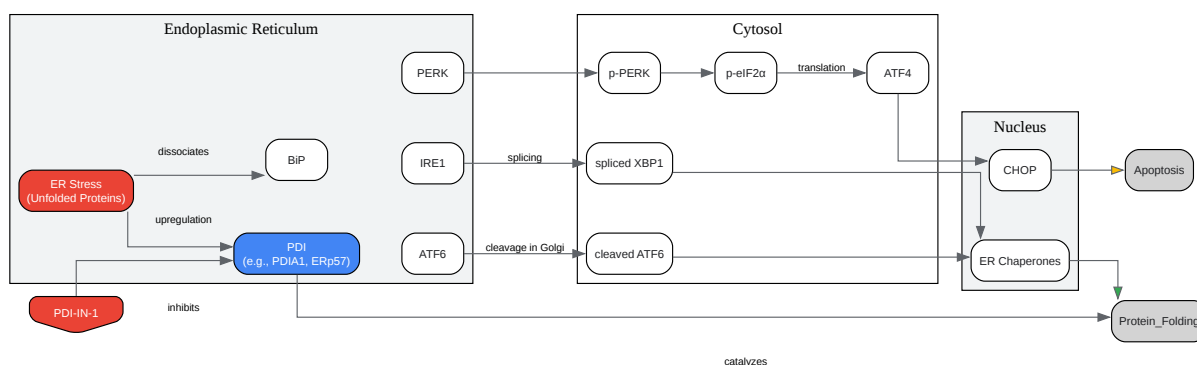 Endoplasmic Reticulum
Cytosol
PERK
p-PERK
p-eIF2α
translation
ATF4
Nucleus
dissociates
BiP
IRE1
splicing
spliced XBP1
CHOP
Apoptosis
ER Stress
(Unfolded Proteins)
upregulation
PDI
(e.g., PDIA1, ERp57)
ATF6
cleavage in Golgi
cleaved ATF6
ER Chaperones
PDI-IN-1
inhibits
Protein_Folding
catalyzes